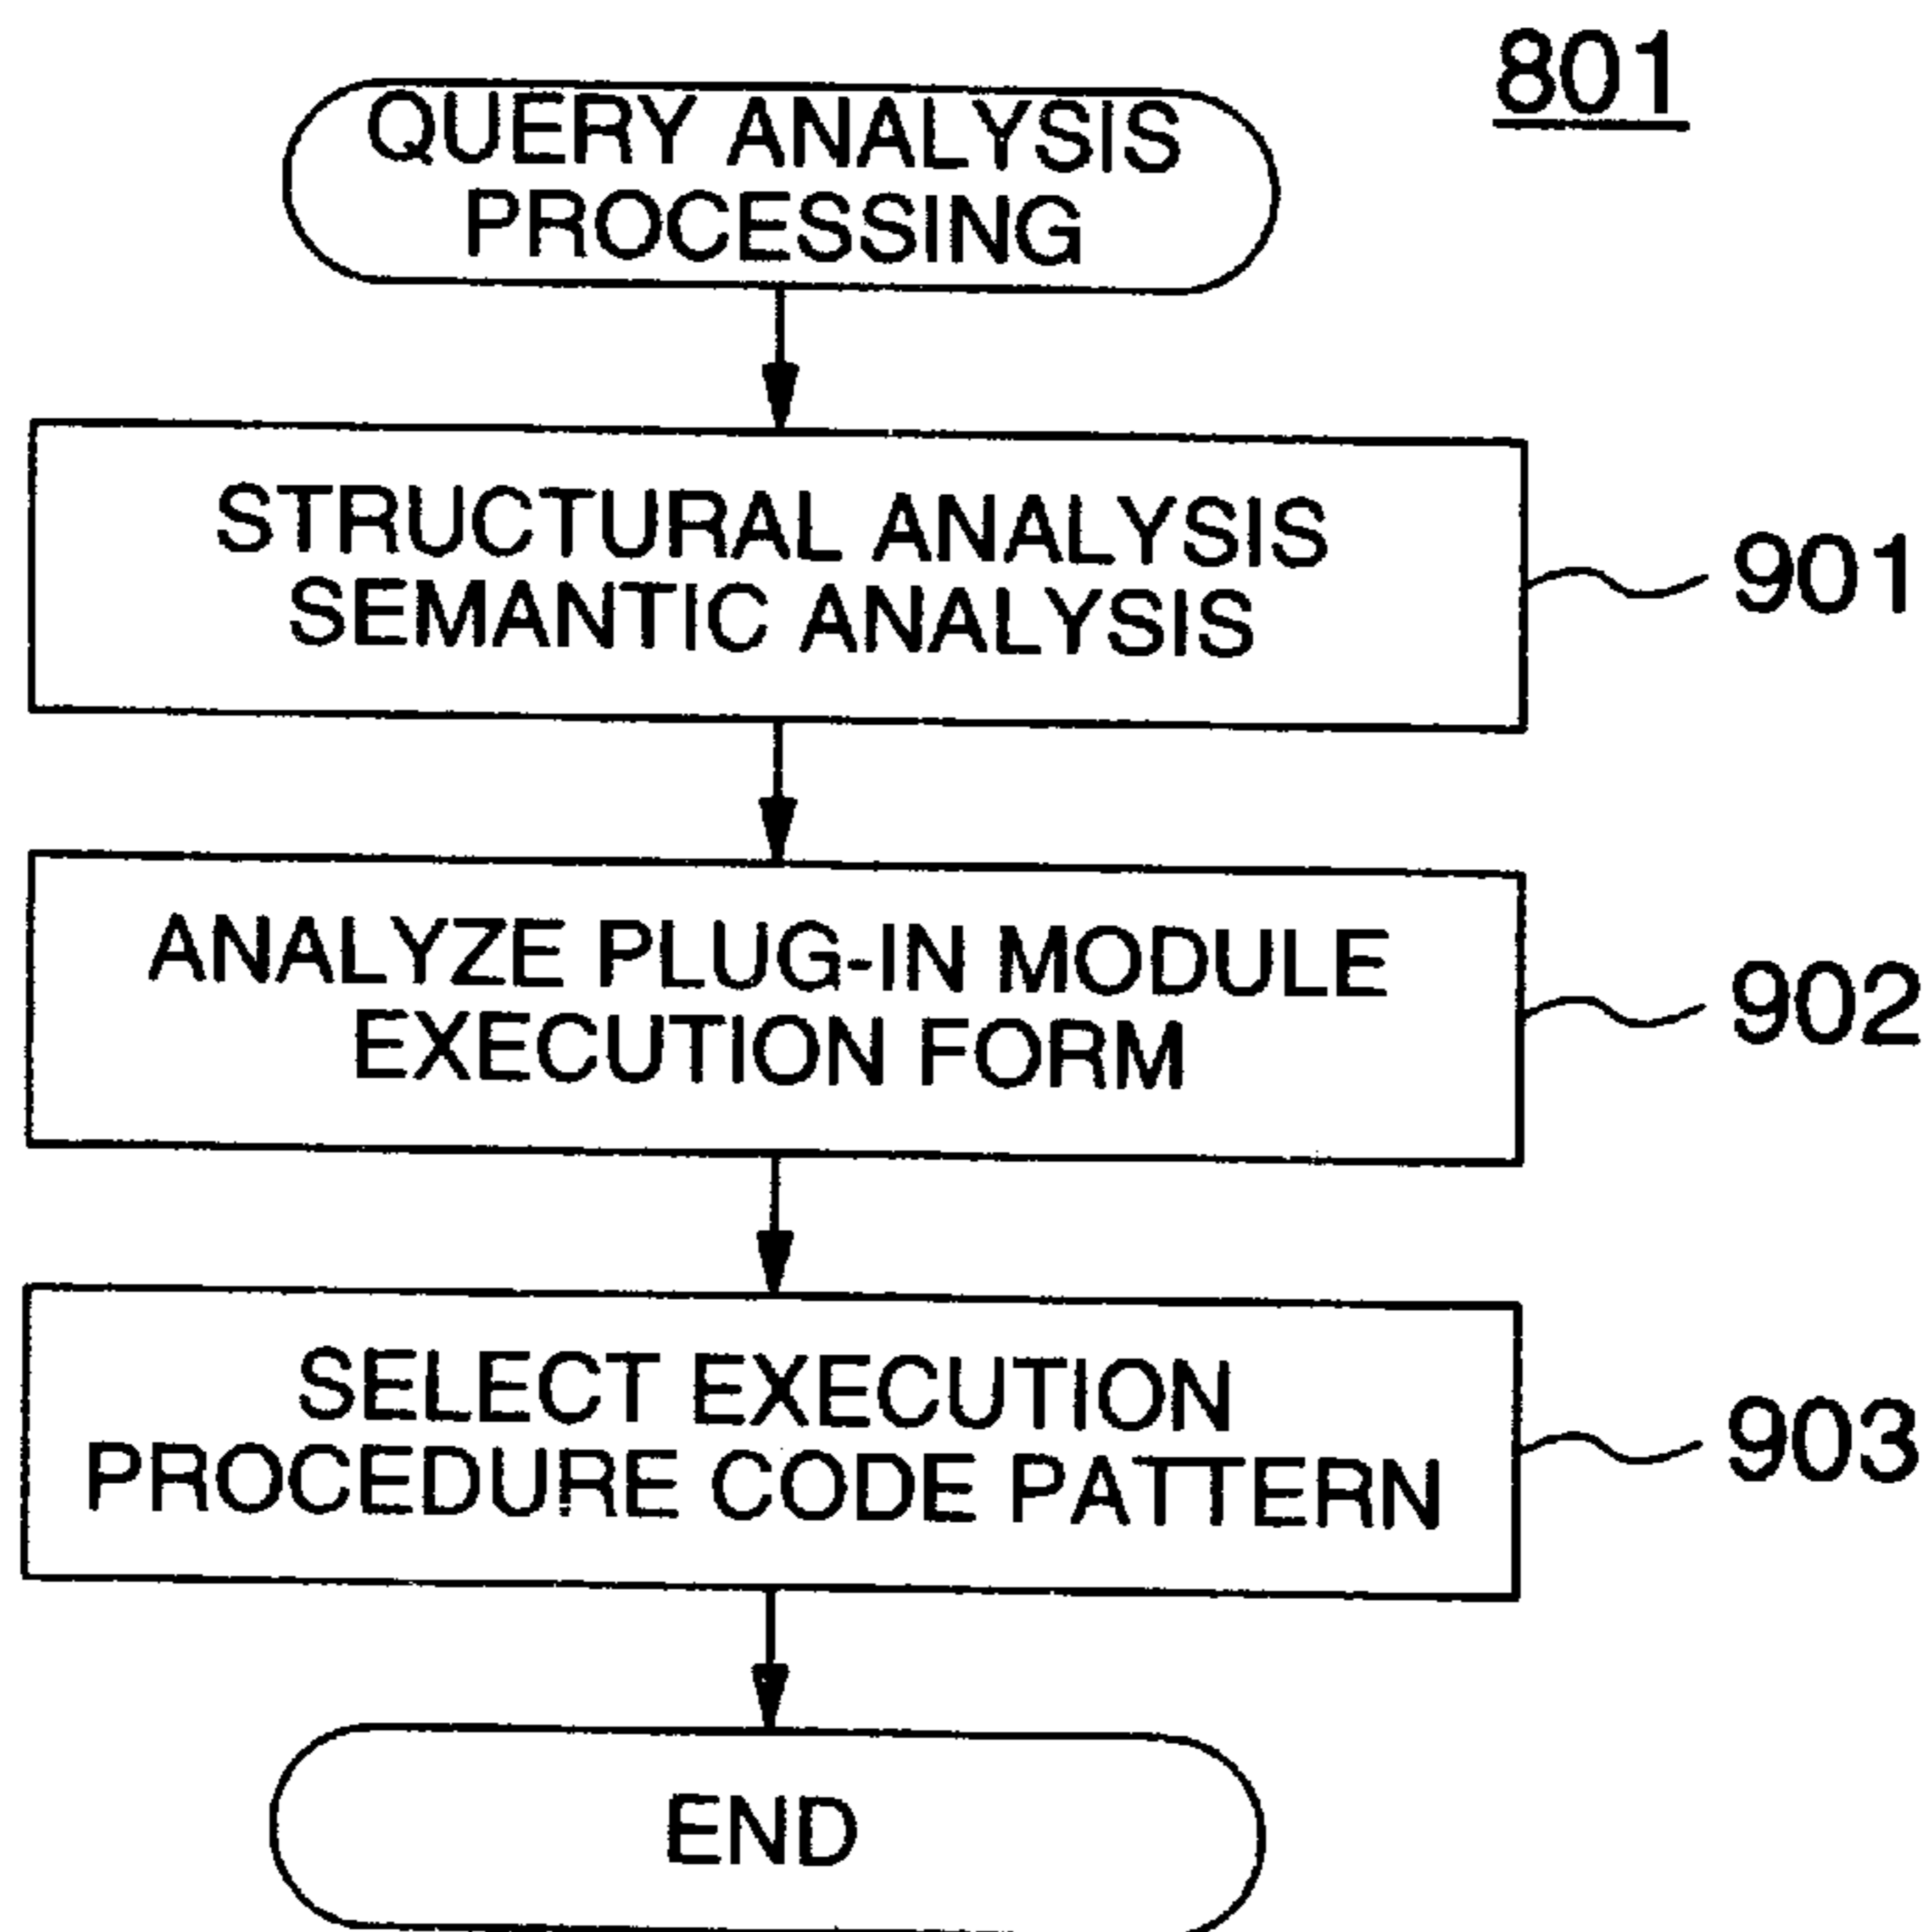 801
QUERY ANALYSIS
PROCESSING
STRUCTURAL ANALYSIS
SEMANTIC ANALYSIS
901
ANALYZE PLUG-IN MODULE
EXECUTION FORM
902
SELECT EXECUTION
PROCEDURE CODE PATTERN
903
END